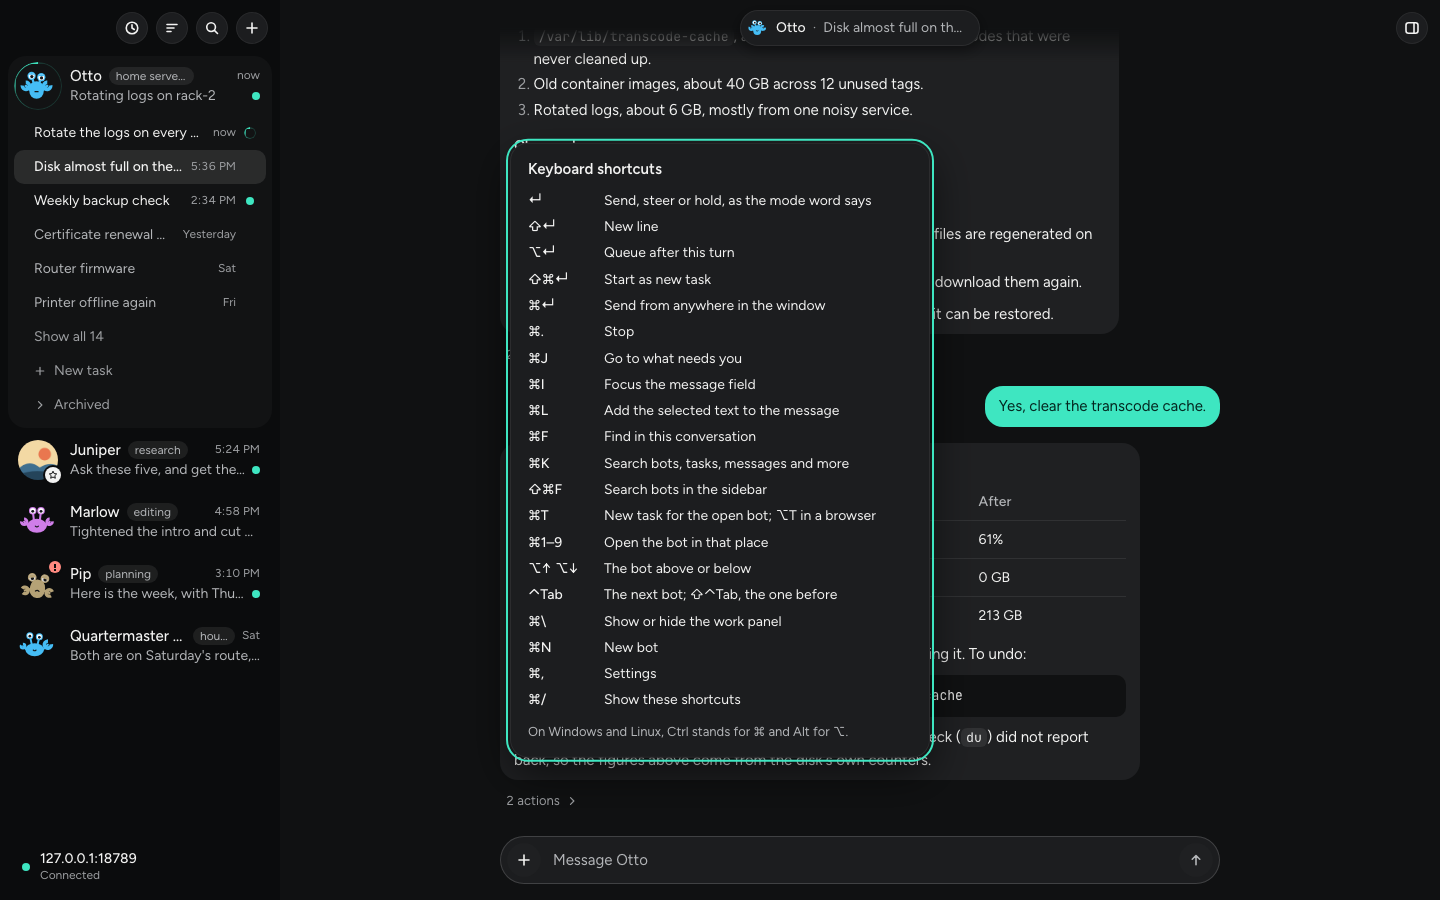 Otto home serve... now
Rotating logs on rack-2
Rotate the logs on every ... now
Disk almost full on the... 5:36 PM
Weekly backup check 2:34 PM
Certificate renewal ... Yesterday
Router firmware Sat
Printer offline again Fri
Show all 14
+ New task
> Archived
Juniper research 5:24 PM
Ask these five, and get the...
Marlow editing 4:58 PM
Tightened the intro and cut ...
Pip planning 3:10 PM
Here is the week, with Thu...
Quartermaster ... hou... Sat
Both are on Saturday's route,...
127.0.0.1:18789
Connected
Otto · Disk almost full on th...
1. /var/lib/transcode-cache, odes that were
never cleaned up.
2. Old container images, about 40 GB across 12 unused tags.
3. Rotated logs, about 6 GB, mostly from one noisy service.
files are regenerated on
download them again.
it can be restored.
Keyboard shortcuts
↵ Send, steer or hold, as the mode word says
⇧↵ New line
⌥↵ Queue after this turn
⇧⌘↵ Start as new task
⌘↵ Send from anywhere in the window
⌘. Stop
⌘J Go to what needs you
⌘I Focus the message field
⌘L Add the selected text to the message
⌘F Find in this conversation
⌘K Search bots, tasks, messages and more
⇧⌘F Search bots in the sidebar
⌘T New task for the open bot; ⌥T in a browser
⌘1–9 Open the bot in that place
⌥↑ ⌥↓ The bot above or below
^Tab The next bot; ⇧^Tab, the one before
⌘\ Show or hide the work panel
⌘N New bot
⌘, Settings
⌘/ Show these shortcuts
On Windows and Linux, Ctrl stands for ⌘ and Alt for ⌥.
Yes, clear the transcode cache.
After
61%
0 GB
213 GB
ing it. To undo:
ache
eck (du) did not report
back, so the figures above come from the disk's own counters.
2 actions >
Message Otto